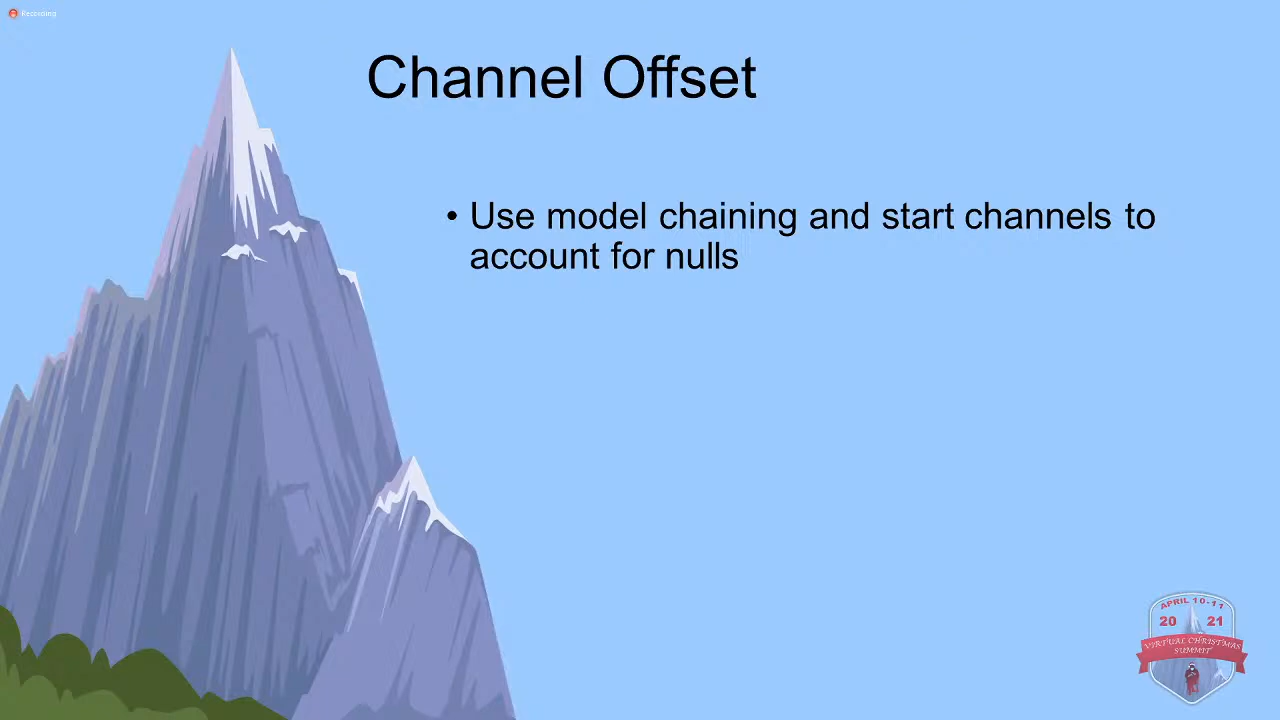 Recording
Channel Offset
• Use model chaining and start channels to
account for nulls
APRIL 10-11
20 21
VIRTUAL CHRISTMAS
SUMMIT